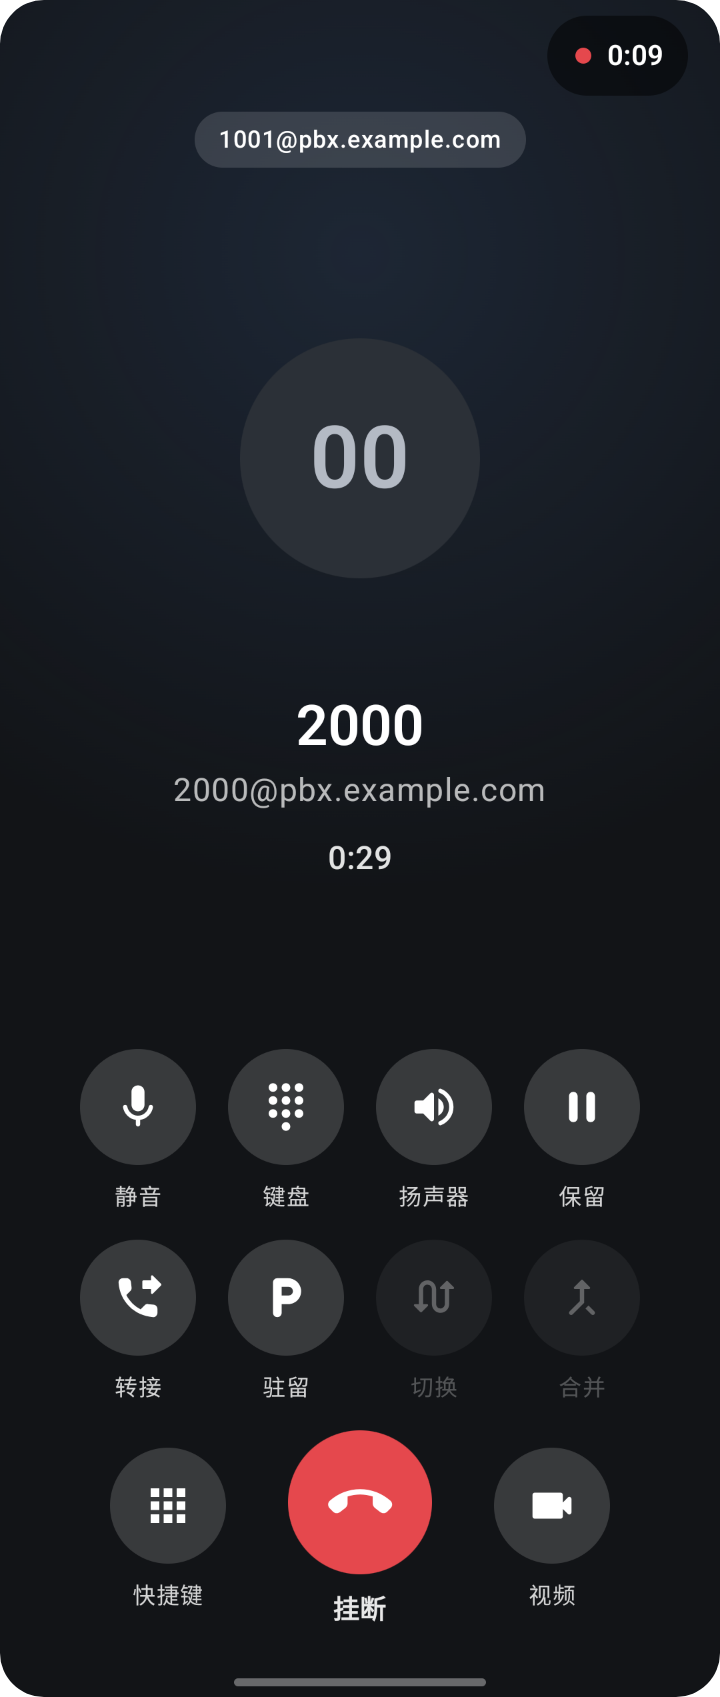 0:09
1001@pbx.example.com
00
2000
2000@pbx.example.com
0:29
静音 键盘 扬声器 保留
P
转接 驻留 切换 合并
快捷键 挂断 视频